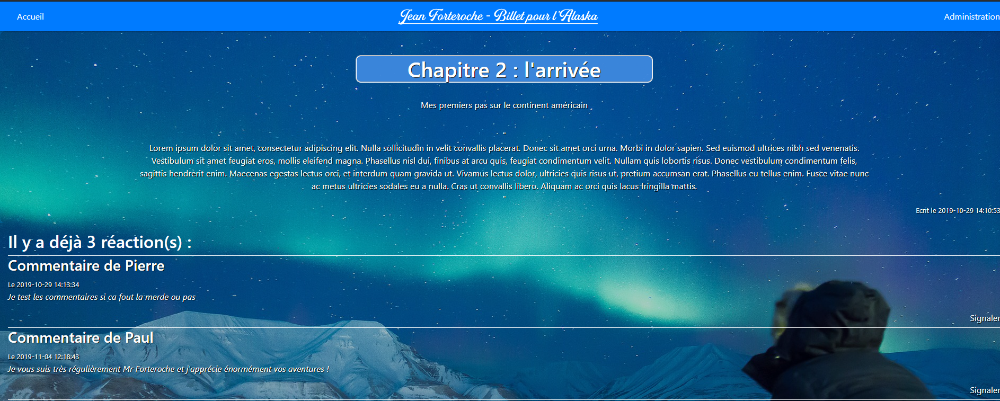 Accueil
Jean Forteroche - Billet pour l'Alaska
Administration
Chapitre 2 : l'arrivée
Mes premiers pas sur le continent américain
"
Lorem ipsum dolor sit amet, consectetur adipiscing elit. Nulla sollicitudin in velit convallis placerat. Donec sit amet orci urna. Morbi in dolor sapien. Sed euismod ultrices nibh sed venenatis.
Vestibulum sit amet feugiat eros, mollis eleifend magna. Phasellus nisl dui, finibus at arcu quis, feugiat condimentum velit. Nullam quis lobortis risus. Donec vestibulum condimentum felis,
sagittis hendrerit enim. Maecenas egestas lectus orci, et interdum quam gravida ut. Vivamus lectus dolor, ultricies quis risus ut, pretium accumsan erat. Phasellus eu tellus enim. Fusce vitae nunc
ac metus ultricies sodales eu a nulla. Cras ut convallis libero. Aliquam ac orci quis lacus fringilla mattis.
"
Ecrit le 2019-10-29 14:10:53
Il y a déjà 3 réaction(s) :
Commentaire de Pierre
Le 2019-10-29 14:13:34
Je test les commentaires si ca fout la merde ou pas
Signaler
Commentaire de Paul
Le 2019-11-04 12:18:43
Je vous suis très régulièrement Mr Forteroche et j'apprécie énormément vos aventures !
Signaler